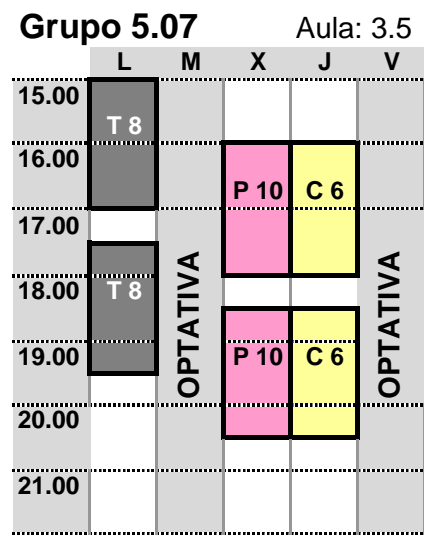 Grupo 5.07 Aula: 3.5
L M X J V
15.00
T 8
16.00
P 10 C 6
17.00
18.00 T 8
OPTATIVA OPTATIVA
19.00 P 10 C 6
20.00
21.00